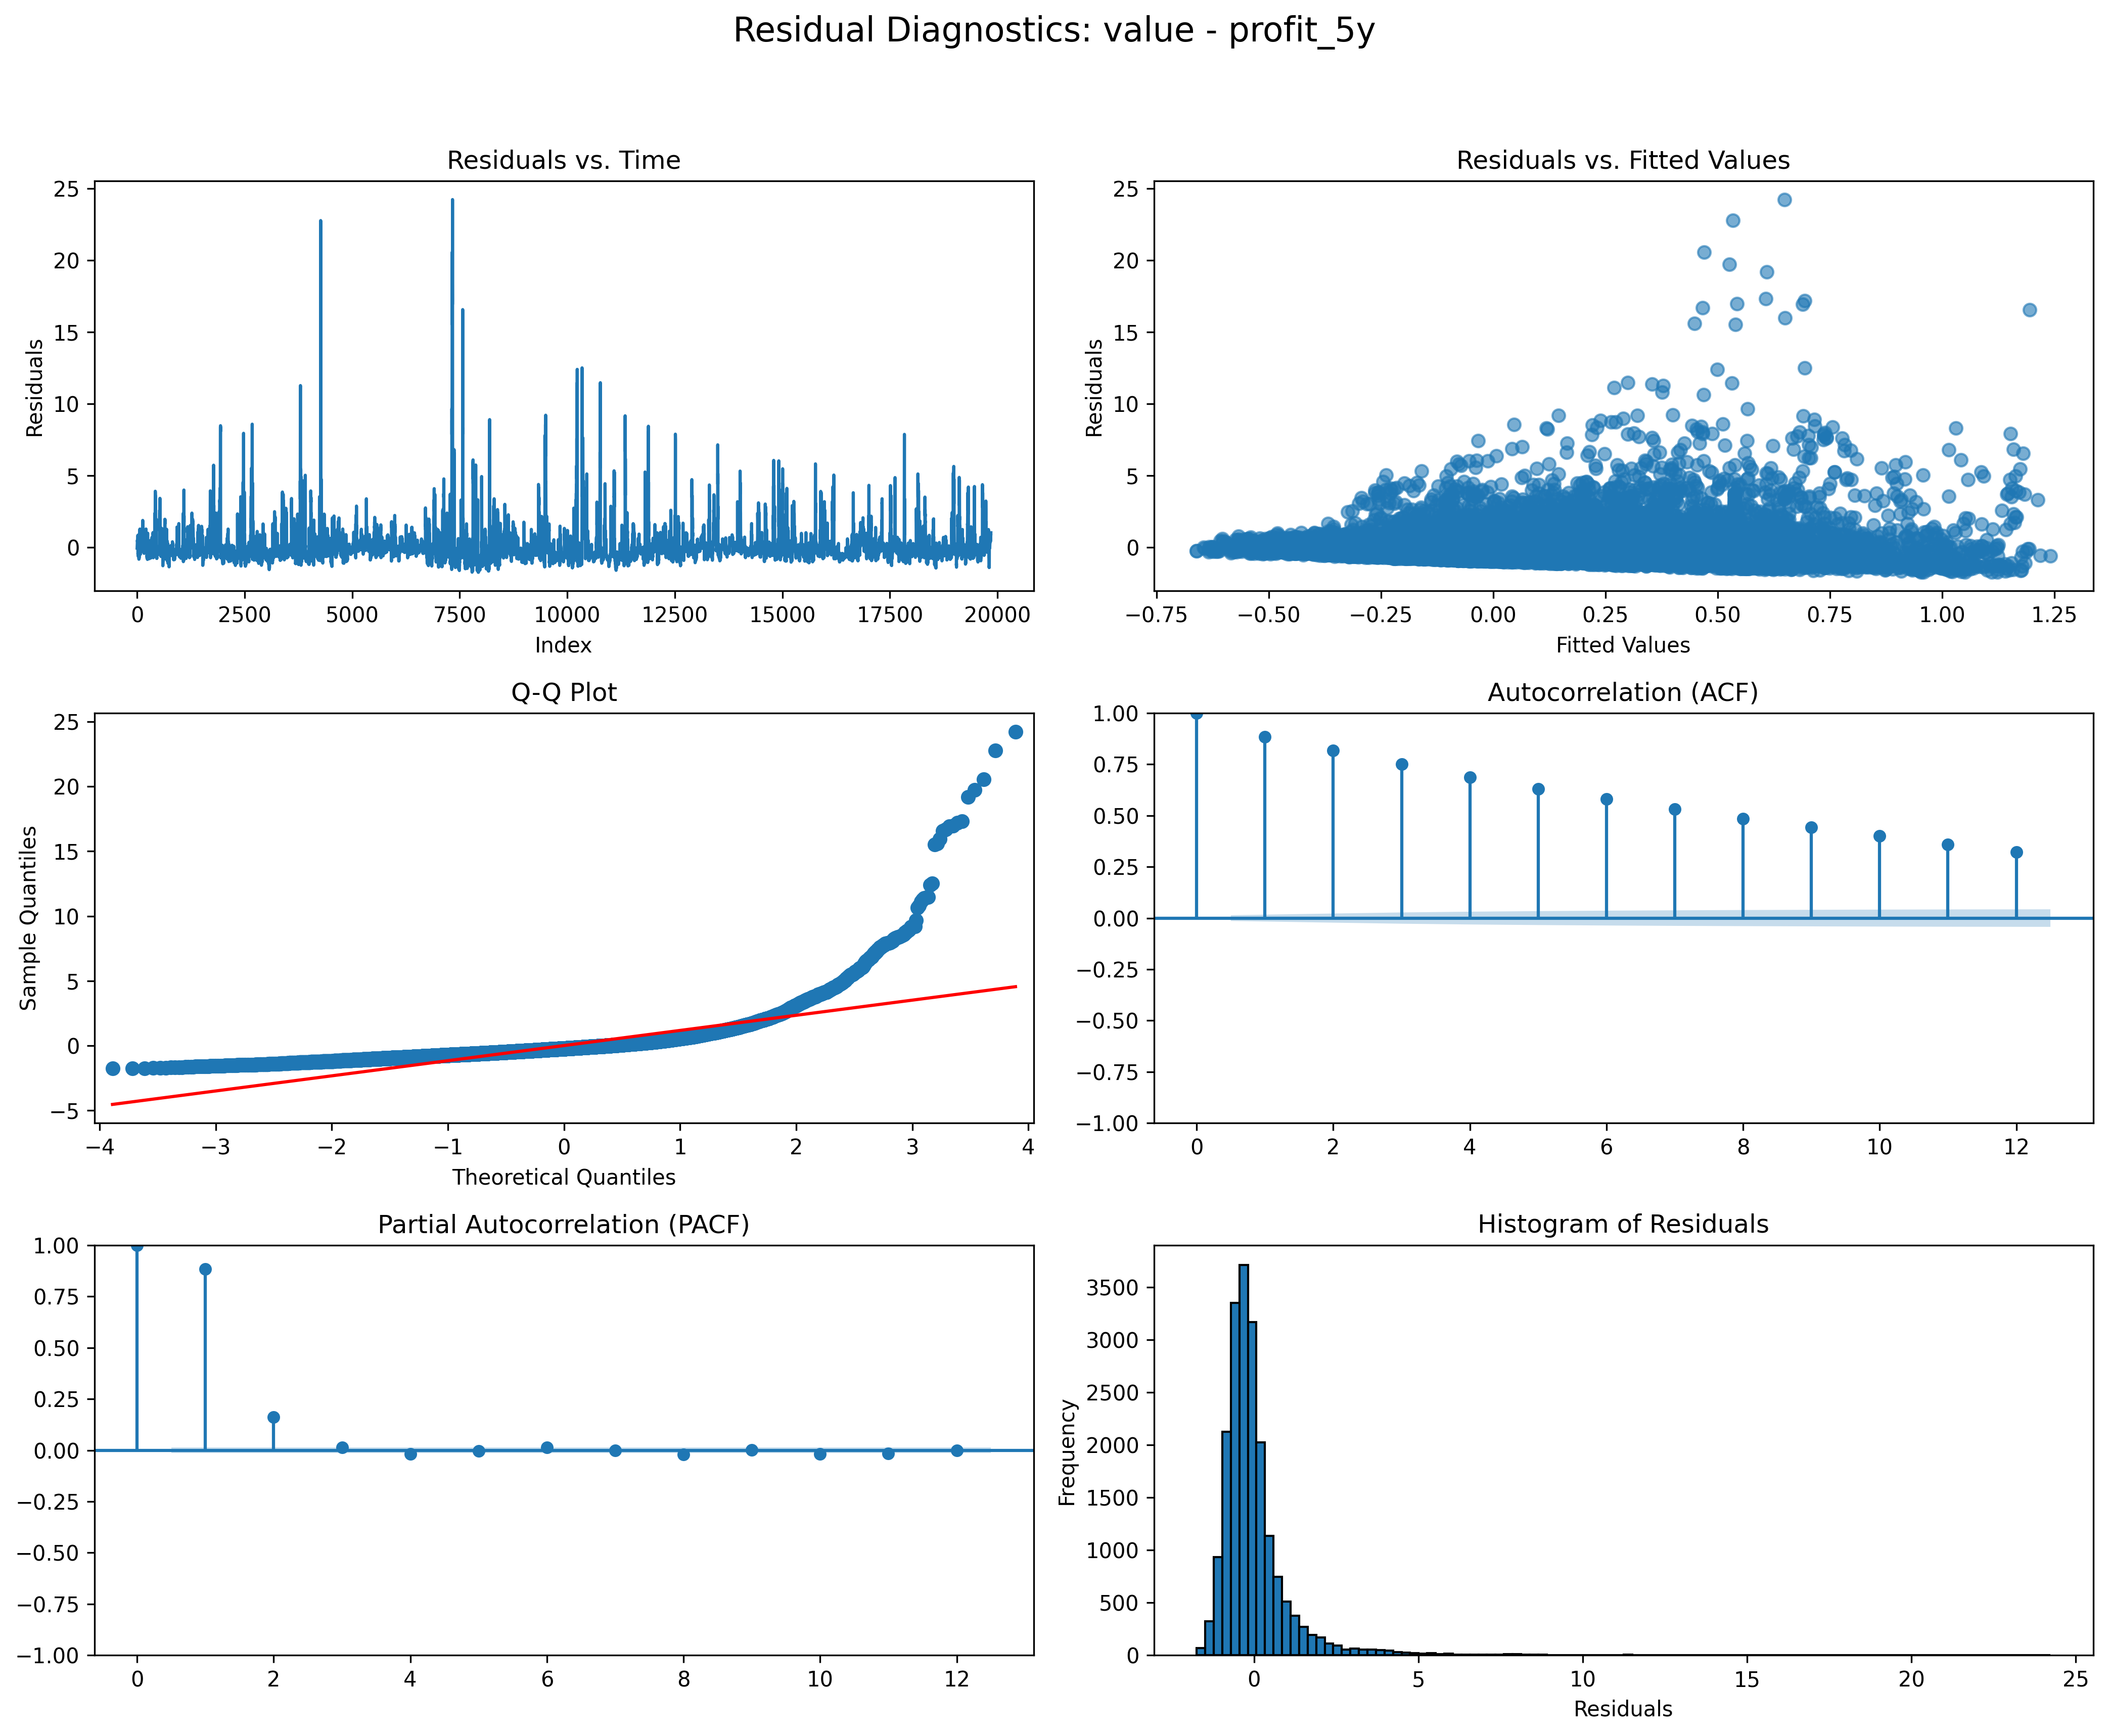 Residual Diagnostics: value - profit_5y
Residuals vs. Time
25
20
15
10
5
0
Residuals
0 2500 5000 7500 10000 12500 15000 17500 20000
Index
Residuals vs. Fitted Values
25
20
15
10
5
0
Residuals
−0.75 −0.50 −0.25 0.00 0.25 0.50 0.75 1.00 1.25
Fitted Values
Q-Q Plot
25
20
15
10
5
0
−5
Sample Quantiles
−4 −3 −2 −1 0 1 2 3 4
Theoretical Quantiles
Autocorrelation (ACF)
1.00
0.75
0.50
0.25
0.00
−0.25
−0.50
−0.75
−1.00
0 2 4 6 8 10 12
Partial Autocorrelation (PACF)
1.00
0.75
0.50
0.25
0.00
−0.25
−0.50
−0.75
−1.00
0 2 4 6 8 10 12
Histogram of Residuals
3500
3000
2500
2000
1500
1000
500
0
Frequency
0 5 10 15 20 25
Residuals